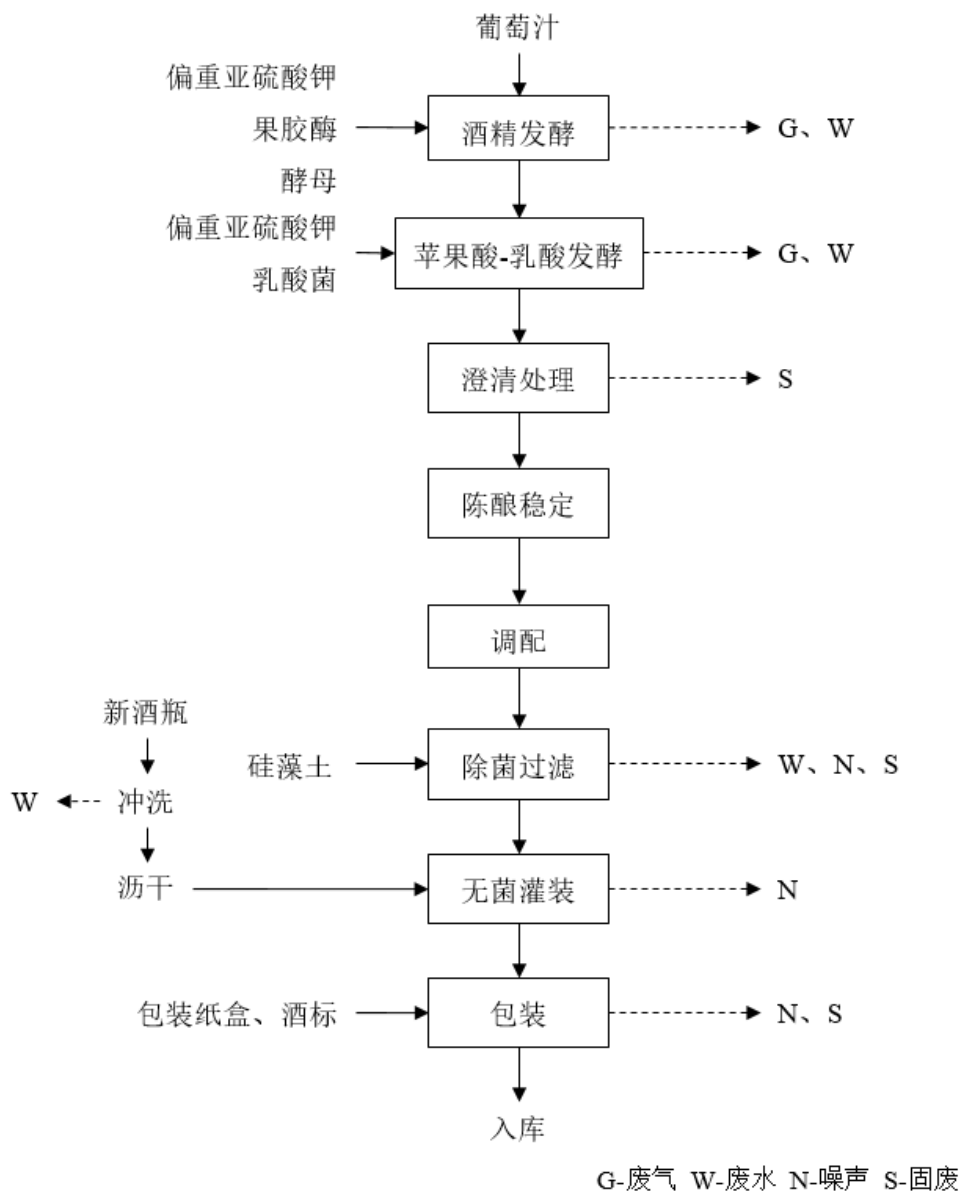 葡萄汁
偏重亚硫酸钾
果胶酶
酵母
酒精发酵
G、W
偏重亚硫酸钾
乳酸菌
苹果酸-乳酸发酵
G、W
澄清处理
S
陈酿稳定
调配
新酒瓶
硅藻土
除菌过滤
W、N、S
W
冲洗
沥干
无菌灌装
N
包装纸盒、酒标
包装
N、S
入库
G-废气 W-废水 N-噪声 S-固废